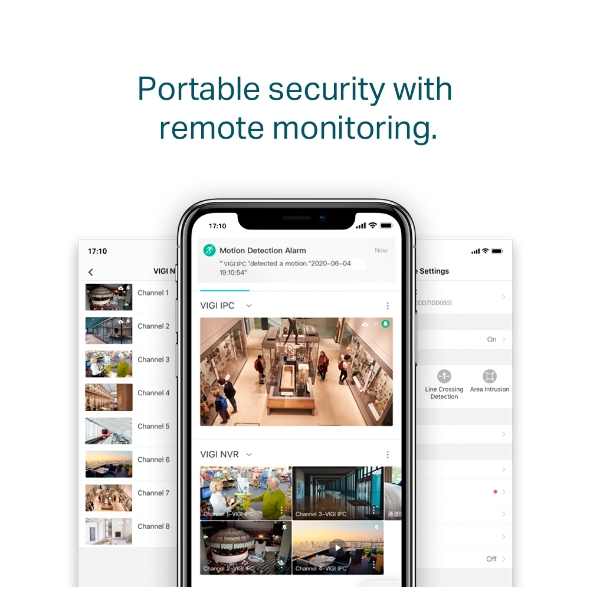 Portable security with
remote monitoring.
17:10
Motion Detection Alarm
Now
" VIGI IPC "detected a motion."2020-06-04
19:10:54"
VIGI IPC
VIGI NVR
Channel 1-VIGI IPC
Channel 3-VIGI IPC
Channel 2-VIGI IPC
Channel 4-VIGI IPC
17:10
VIGI N
Channel 1
Channel 2
Channel 3
Channel 4
Channel 5
Channel 6
Channel 7
Channel 8
Settings
On
Line Crossing
Detection
Area Intrusion
Off